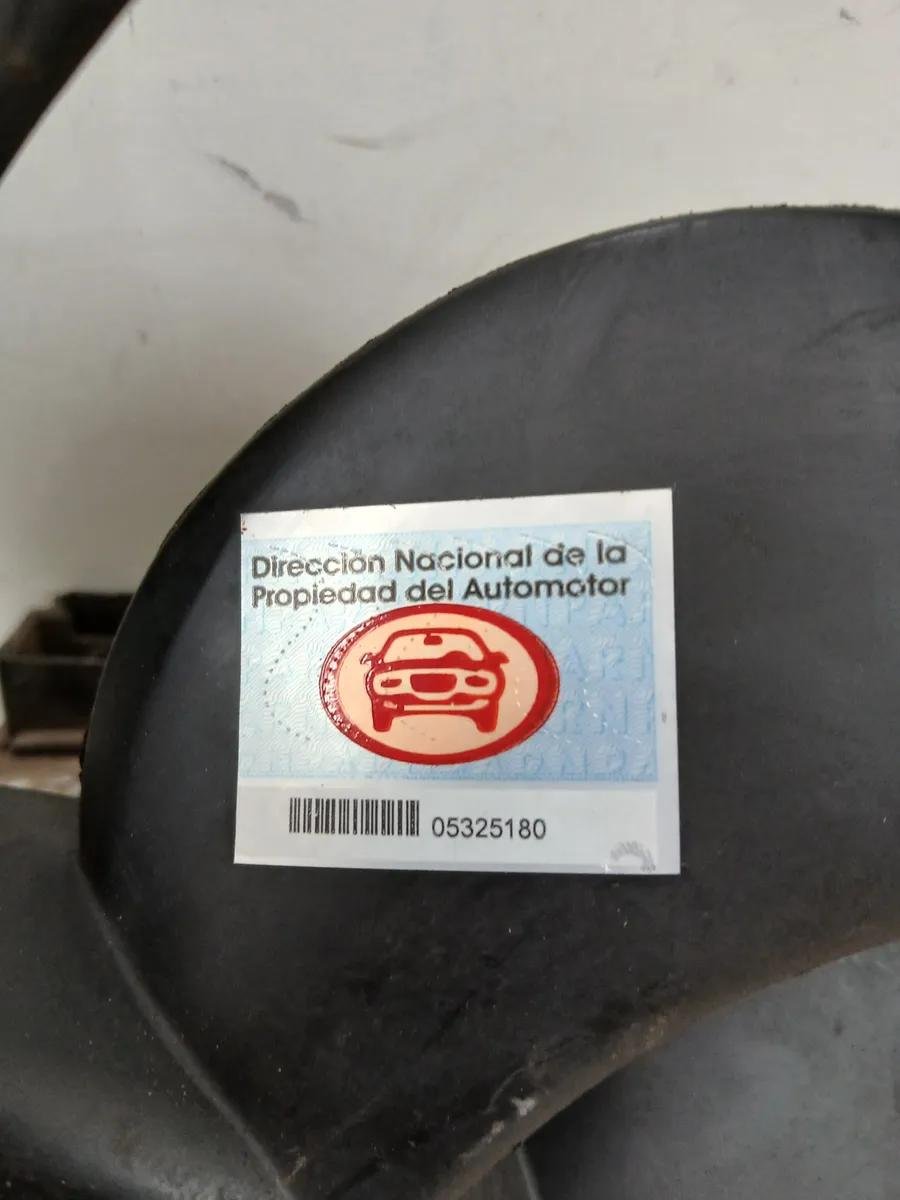 Dirección Nacional de la
Propiedad del Automotor
05325180